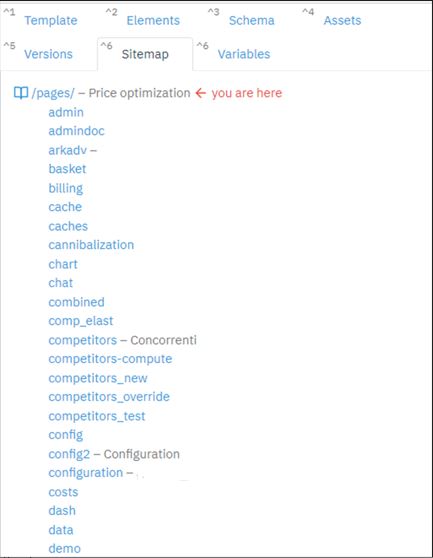 ^1 Template ^2 Elements ^3 Schema ^4 Assets
^5 Versions ^6 Sitemap ^6 Variables
/pages/ – Price optimization ← you are here
admin
admindoc
arkadv –
basket
billing
cache
caches
cannibalization
chart
chat
combined
comp_elast
competitors – Concorrenti
competitors-compute
competitors_new
competitors_override
competitors_test
config
config2 – Configuration
configuration –
costs
dash
data
demo